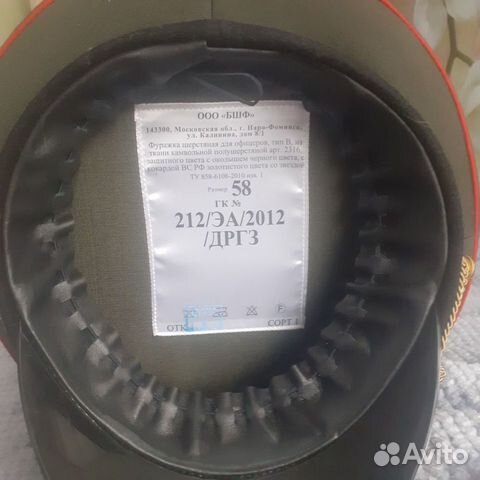 ООО «БШФ»
143300, Московская обл., г. Наро-Фоминск,
ул. Калинина, дом 8/1
Фуражка шерстяная для офицеров, тип В, из
ткани камвольной полушерстяной арт. 2316,
защитного цвета с околышем черного цвета, с
кокардой ВС РФ золотистого цвета со звездой
ТУ 858-6108-2010 изм. 1
Размер 58
ГК №
212/ЭА/2012
/ДРГЗ
F
ОТК СОРТ 1
Avito